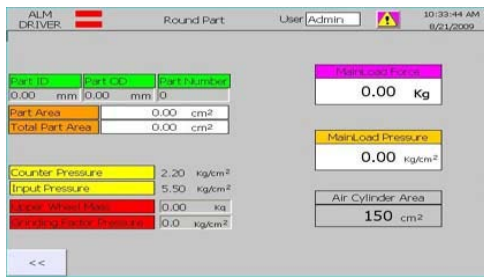 ALM
DRIVER
Round Part
User Admin
10:33:44 AM
8/21/2009
Part ID Part OD Part Number
0.00 mm 0.00 mm 0
Part Area 0.00 cm²
Total Part Area 0.00 cm²
MainLoad Force
0.00 Kg
MainLoad Pressure
0.00 Kg/cm²
Counter Pressure 2.20 Kg/cm²
Input Pressure 5.50 Kg/cm²
Upper Wheel Mass 0.00 Kg
Grinding Factor Pressure 0.0 Kg/cm²
Air Cylinder Area
150 cm²
<<